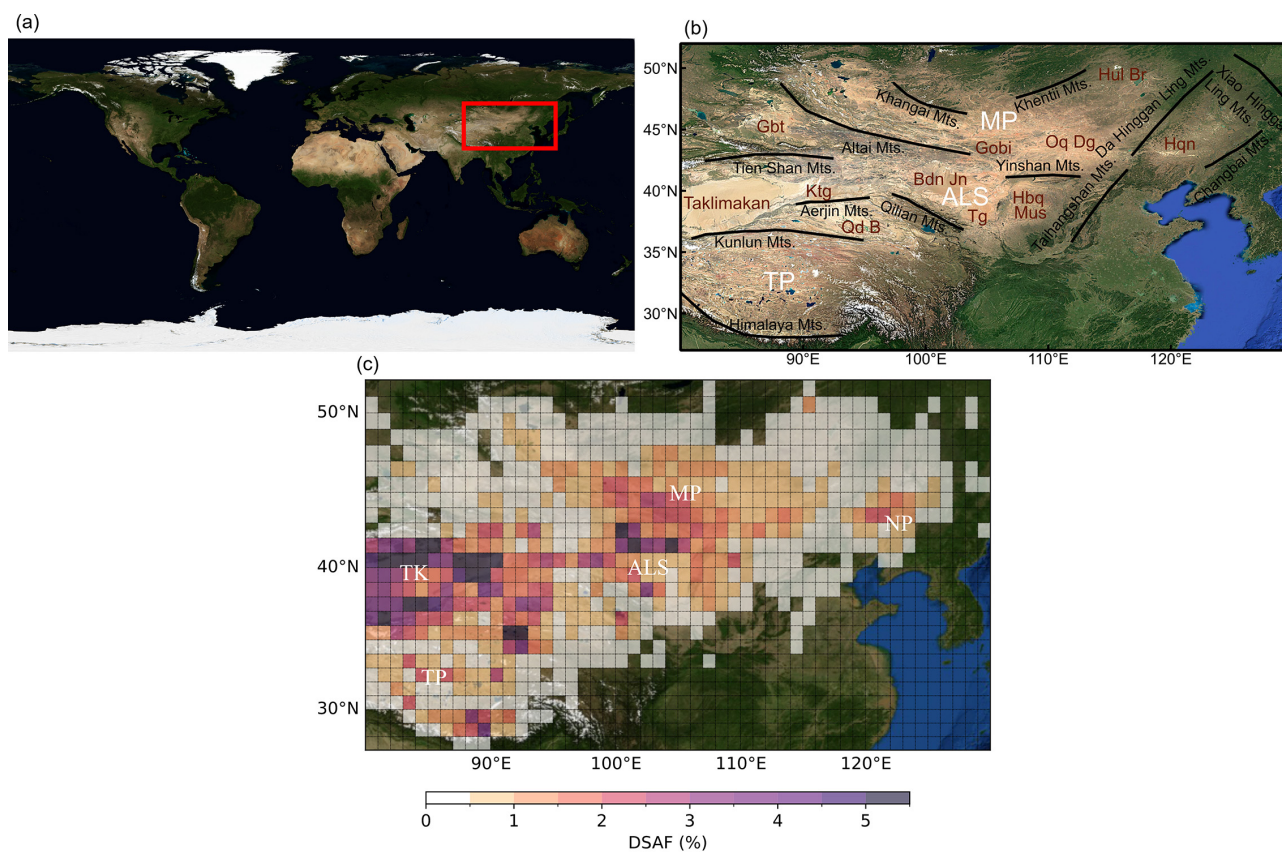 (a)
(b)
50°N
45°N
40°N
35°N
30°N
90°E
100°E
110°E
120°E
Hul Br
Khangai Mts.
Khentii Mts.
MP
Da Hinggan Ling Mts.
Xiao Hinggan
Ling Mts.
Gbt
Altai Mts.
Gobi
Oq Dg
Hqn
Tien Shan Mts.
Yinshan Mts.
Changbai Mts.
Bdn Jn
ALS
Ktg
Taklimakan
Aerjin Mts.
Qilian Mts.
Tg
Hbq
Mus
Taihangshan Mts.
Qd B
Kunlun Mts.
TP
Himalaya Mts.
(c)
50°N
40°N
30°N
MP
NP
TK
ALS
TP
90°E
100°E
110°E
120°E
0
1
2
3
4
5
DSAF (%)